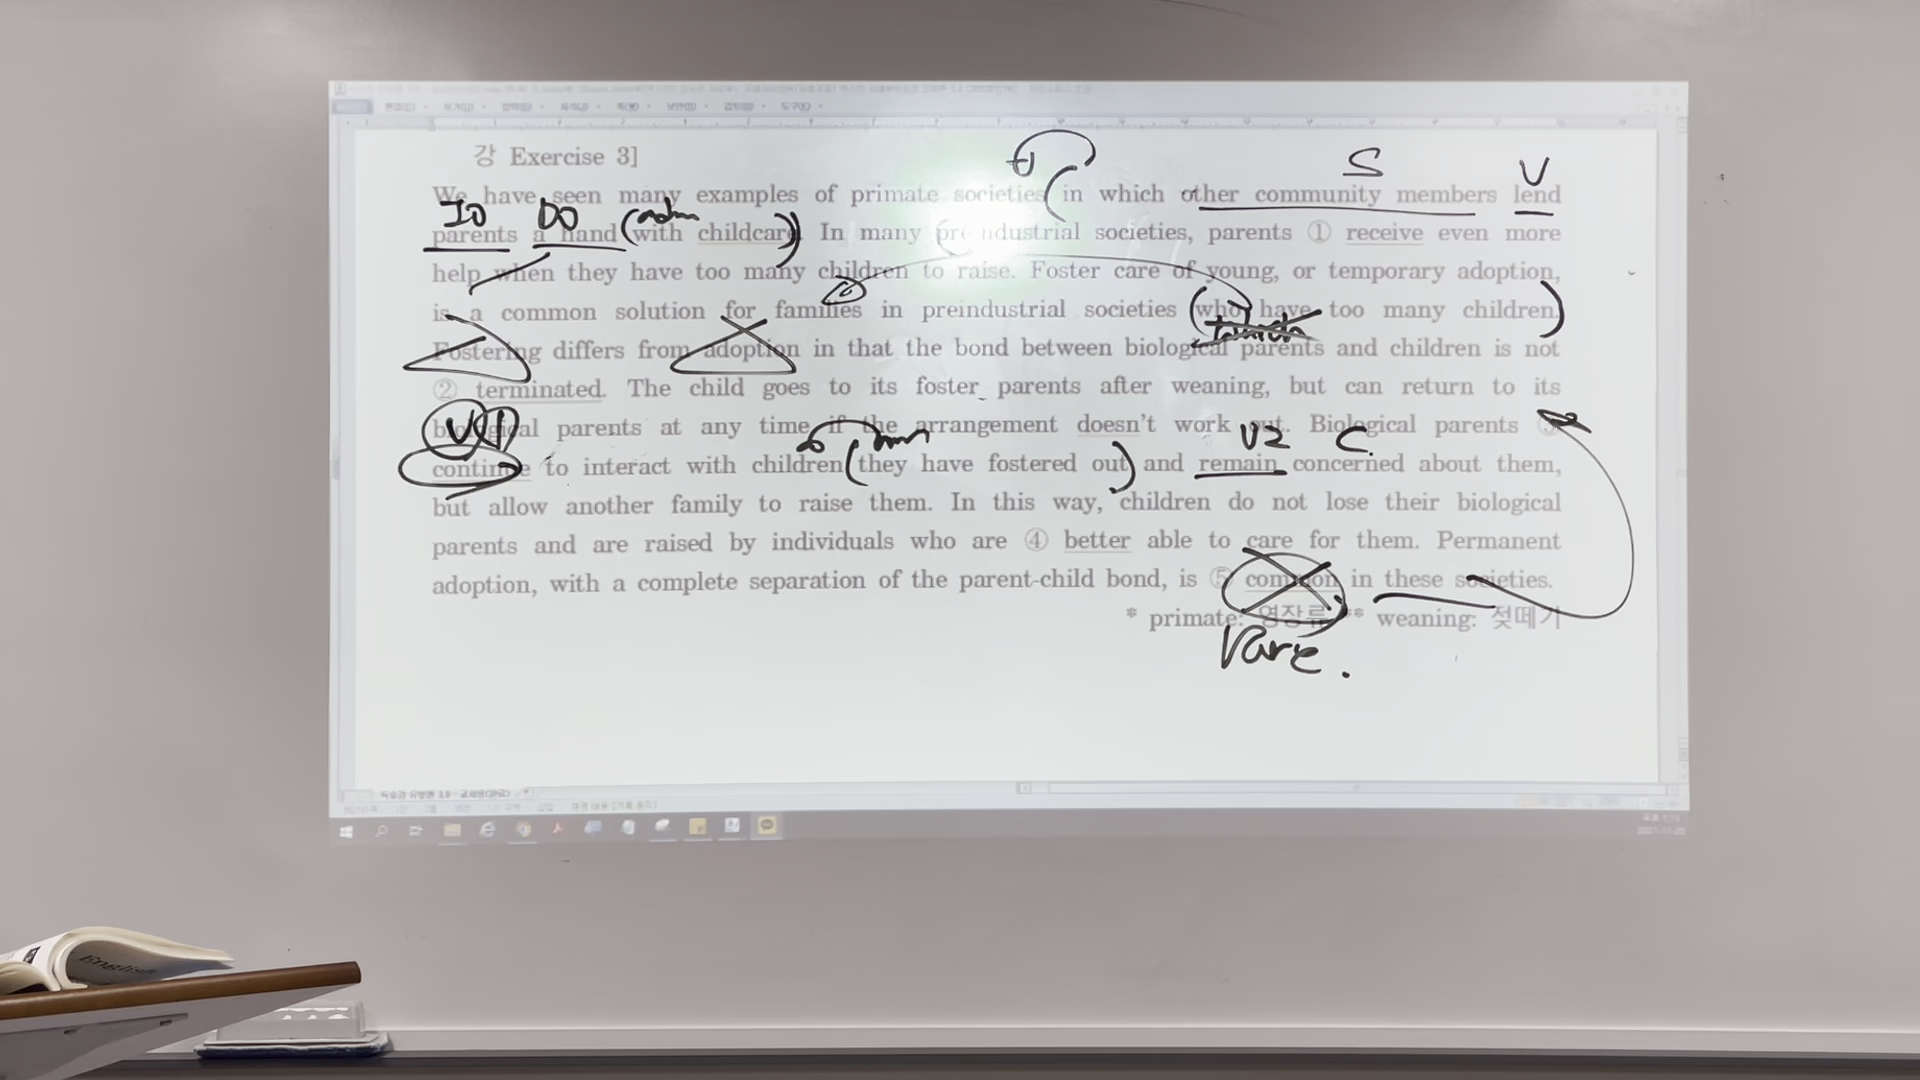 강 Exercise 3]
S V
We have seen many examples of primate societies in which other community members lend
IO DO
parents a hand with childcare. In many preindustrial societies, parents ① receive even more
help when they have too many children to raise. Foster care of young, or temporary adoption,
is a common solution for families in preindustrial societies who have too many children.
Fostering differs from adoption in that the bond between biological parents and children is not
② terminated. The child goes to its foster parents after weaning, but can return to its
biological parents at any time if the arrangement doesn't work out. Biological parents ③
V1 V2 C.
continue to interact with children they have fostered out and remain concerned about them,
but allow another family to raise them. In this way, children do not lose their biological
parents and are raised by individuals who are ④ better able to care for them. Permanent
adoption, with a complete separation of the parent-child bond, is ⑤ common in these societies.
* primate: 영장류 ** weaning: 젖떼기
rare.
English